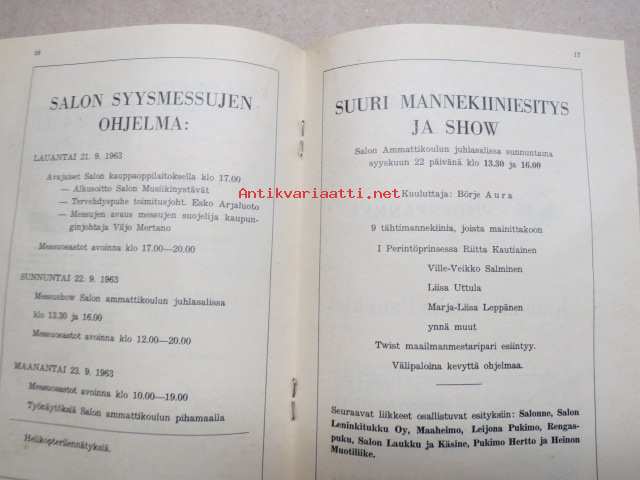 16
SALON SYYSMESSUJEN
OHJELMA:
LAUANTAI 21. 9. 1963
Avajaiset Salon kauppaoppilaitoksella klo 17.00
— Alkusoitto Salon Musiikinystävät
— Tervehdyspuhe toimitusjoht. Esko Arjaluoto
— Messujen avaus messujen suojelija kaupun-
ginjohtaja Viljo Mertano
Messuosastot avoinna klo 17.00—20.00
SUNNUNTAI 22. 9. 1963
Messushow Salon ammattikoulun juhlasalissa
klo 13.30 ja 16.00
Messuosastot avoinna klo 12.00—20.00
MAANANTAI 23. 9. 1963
Messuosastot avoinna klo 10.00—19.00
Työnäytöksiä Salon ammattikoulun pihamaalla
Helikopterilennätyksiä.
17
SUURI MANNEKIINIESITYS
JA SHOW
Salon Ammattikoulun juhlasalissa sunnuntaina
syyskuun 22 päivänä klo 13.30 ja 16.00
Kuuluttaja: Börje Aura
9 tähtimannekiinia, joista mainittakoon
I Perintöprinsessa Riitta Kautiainen
Ville-Veikko Salminen
Liisa Uttula
Marja-Liisa Leppänen
ynnä muut
Twist maailmanmestaripari esiintyy.
Välipaloina kevyttä ohjelmaa.
Seuraavat liikkeet osallistuvat esityksiin: Salonne, Salon
Leninkitukku Oy, Maaheimo, Leijona Pukimo, Rengas-
puku, Salon Laukku ja Käsine, Pukimo Hertto ja Heinon
Muotiliike.
Antikvariaatti.net